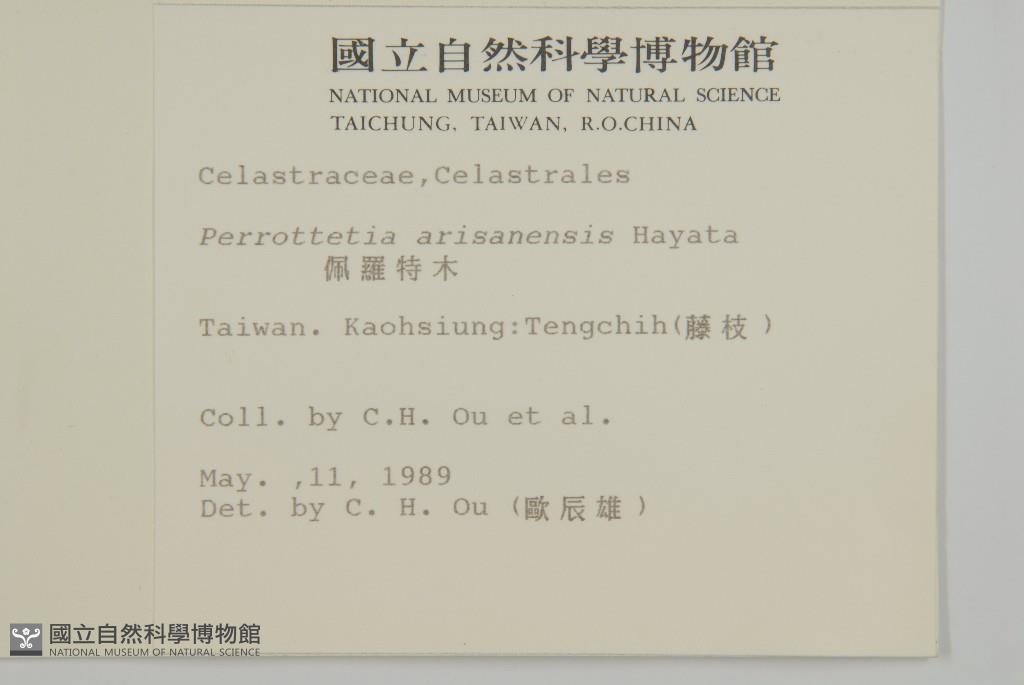 國立自然科學博物館
NATIONAL MUSEUM OF NATURAL SCIENCE
TAICHUNG, TAIWAN, R.O.CHINA
Celastraceae,Celastrales
Perrottetia arisanensis Hayata
佩羅特木
Taiwan. Kaohsiung:Tengchih(藤枝)
Coll. by C.H. Ou et al.
May. ,11, 1989
Det. by C. H. Ou (歐辰雄)
國立自然科學博物館
NATIONAL MUSEUM OF NATURAL SCIENCE